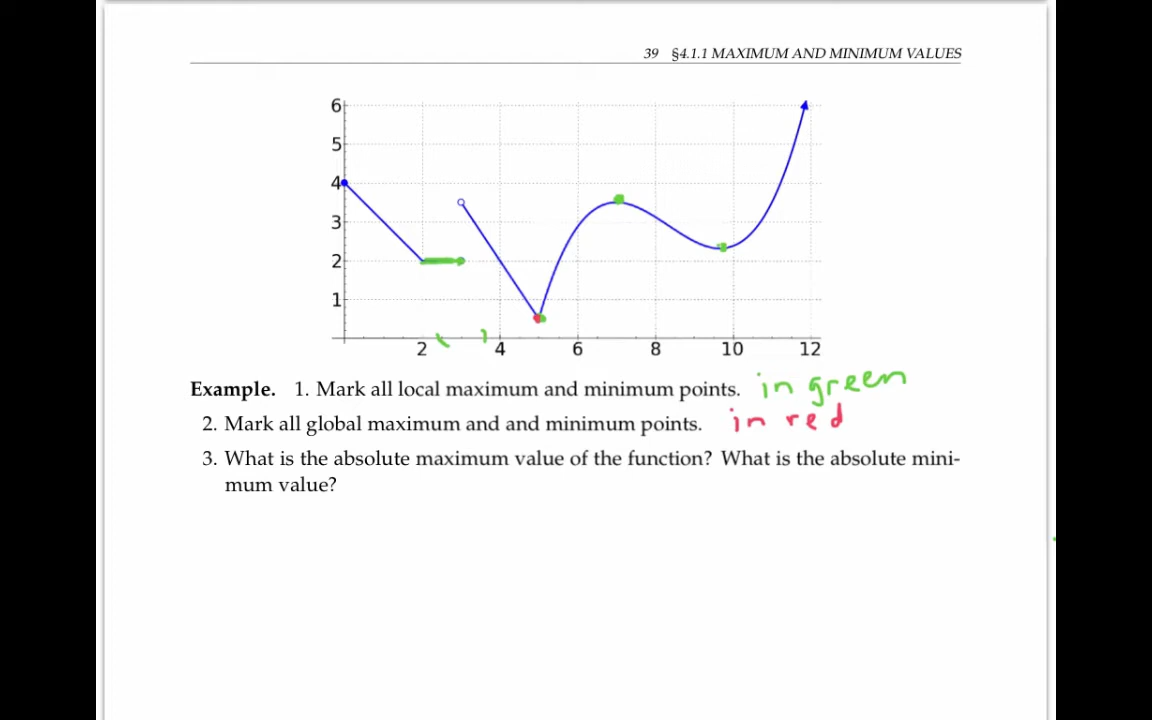 39 §4.1.1 MAXIMUM AND MINIMUM VALUES
6
5
4
3
2
1
2 4 6 8 10 12
Example. 1. Mark all local maximum and minimum points. in green
2. Mark all global maximum and and minimum points. in red
3. What is the absolute maximum value of the function? What is the absolute mini-
mum value?